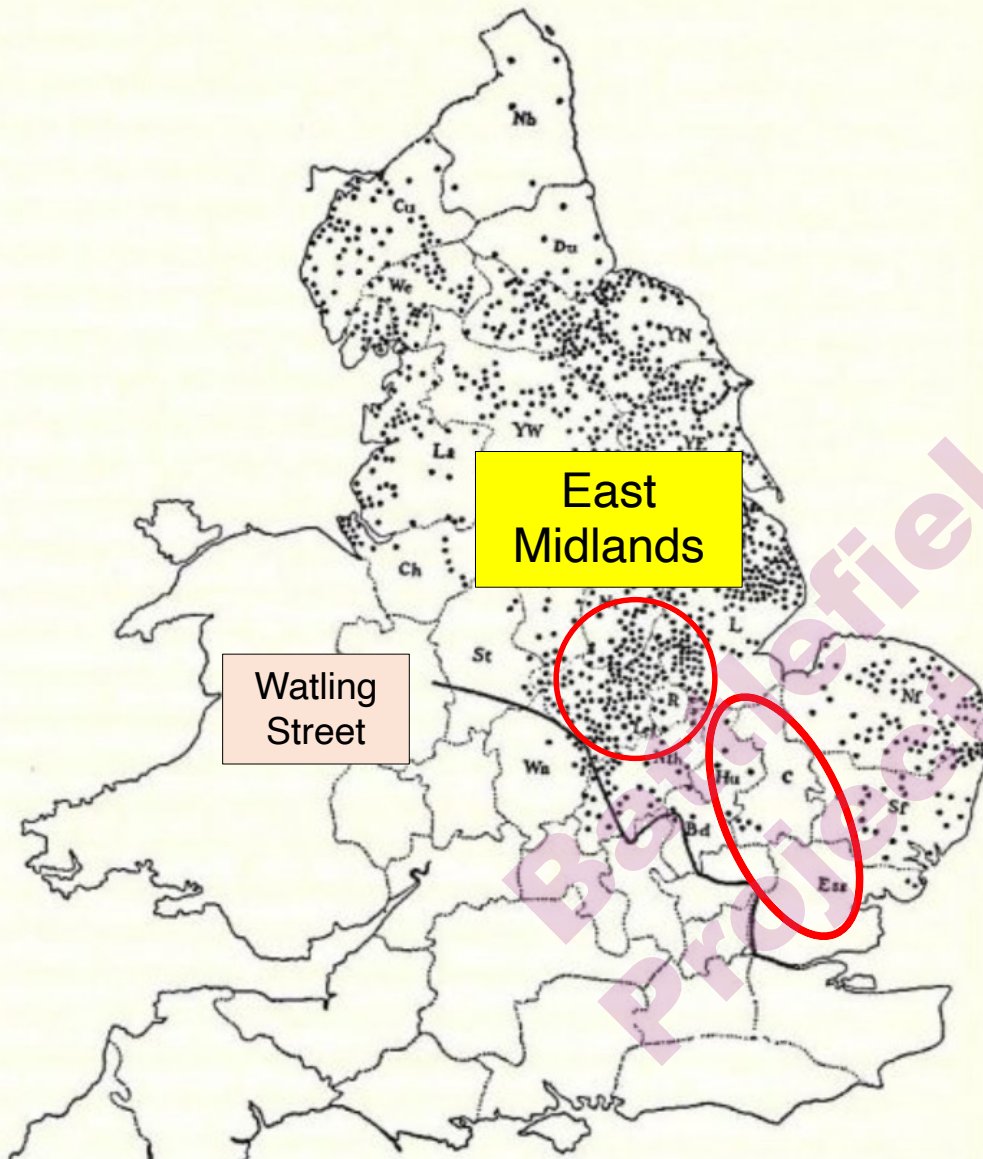 Nb
Cu
Du
We
YN
YW
YE
La
East
Midlands
Ch
L
St
Watling
Street
R
Nf
Wa
Nth
Hu
C
Sf
Bd
Ess
Battlefiel
Project